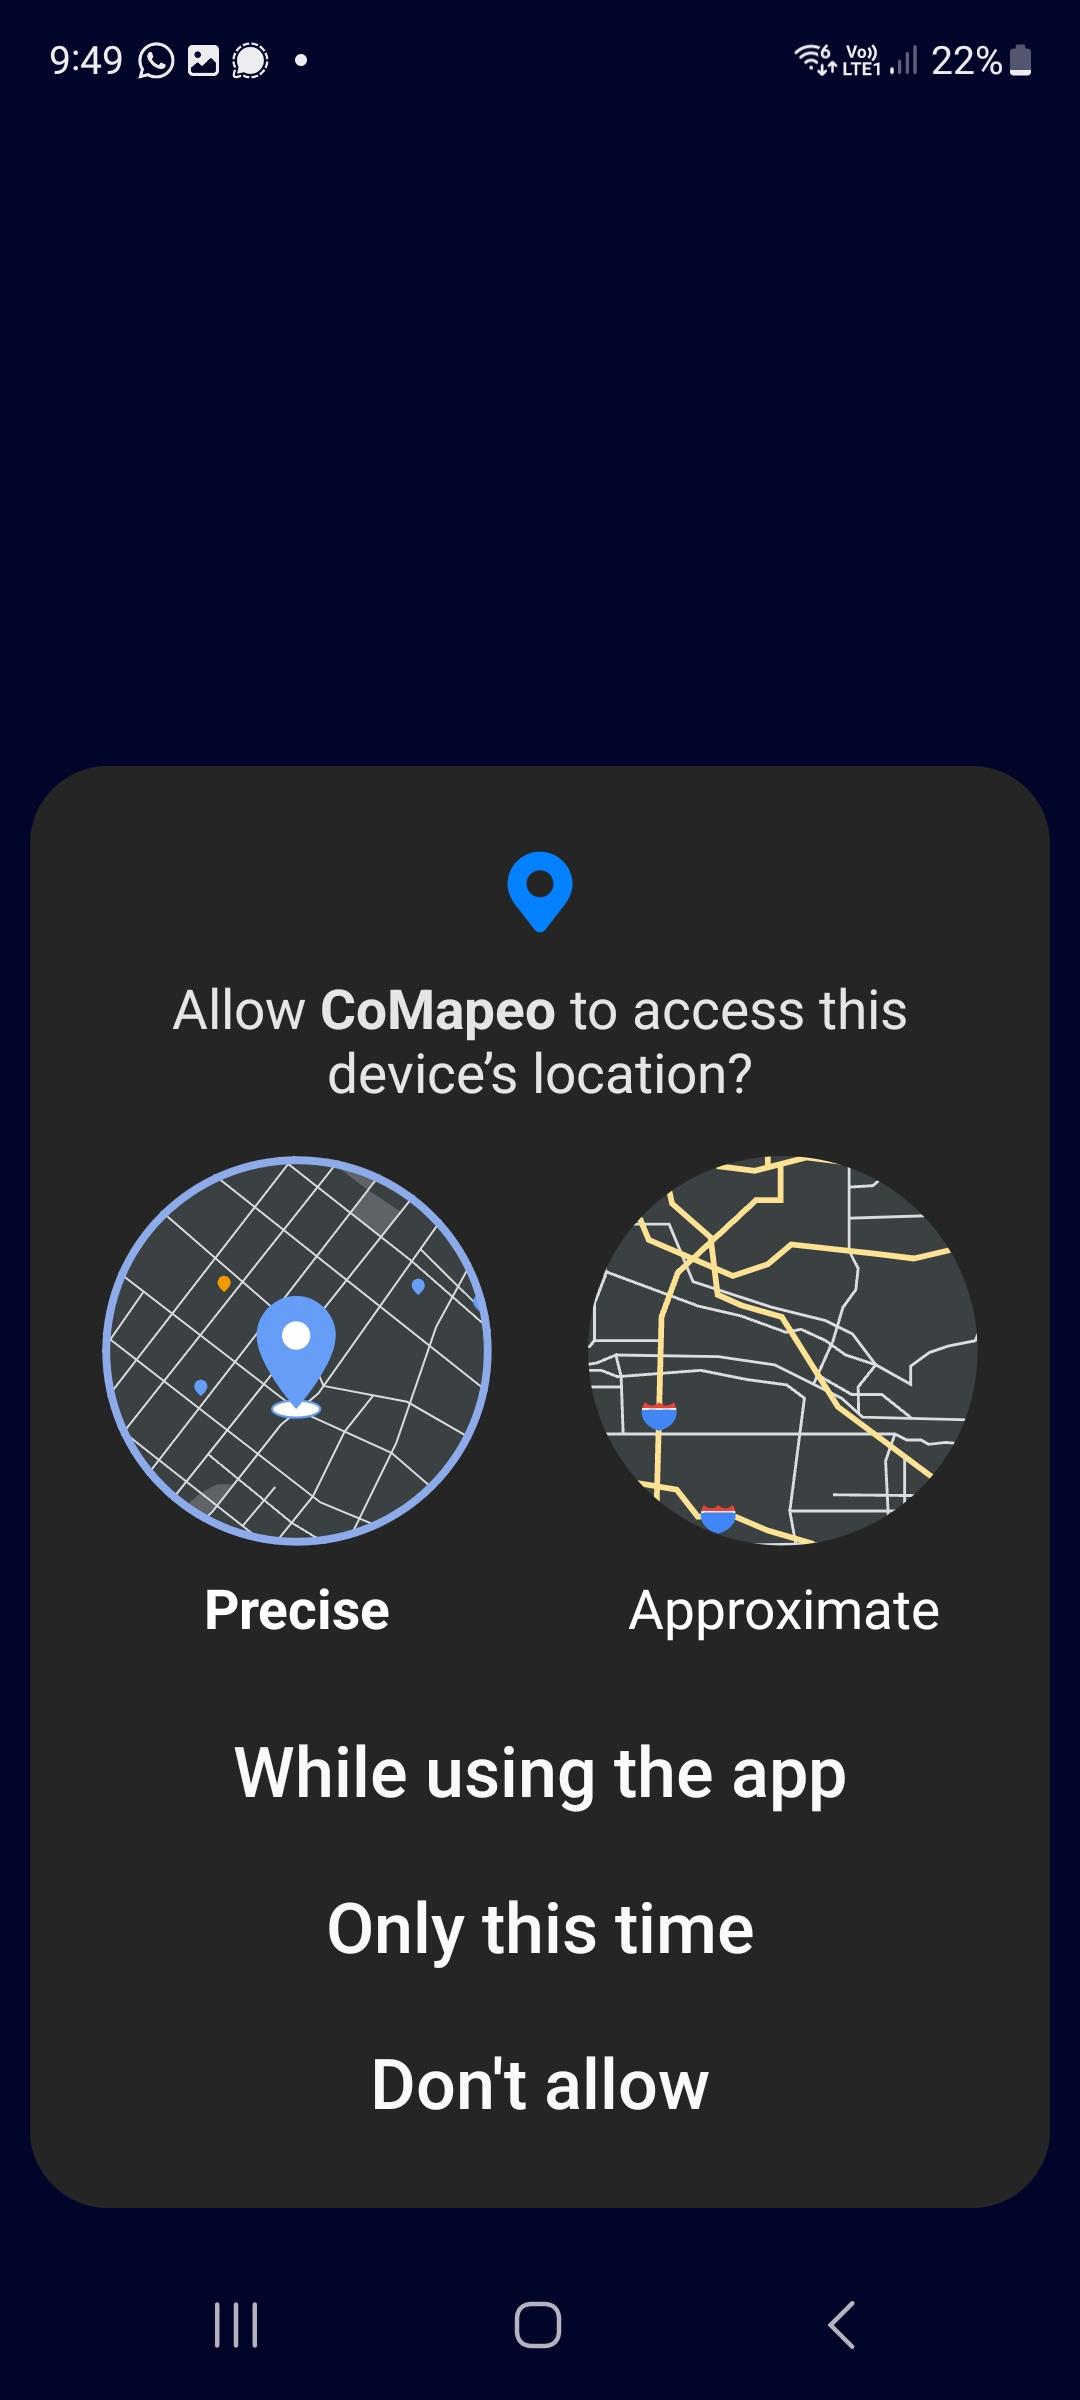 9:49
6 Vo)) LTE1 22%
Allow CoMapeo to access this
device’s location?
Precise
Approximate
While using the app
Only this time
Don't allow